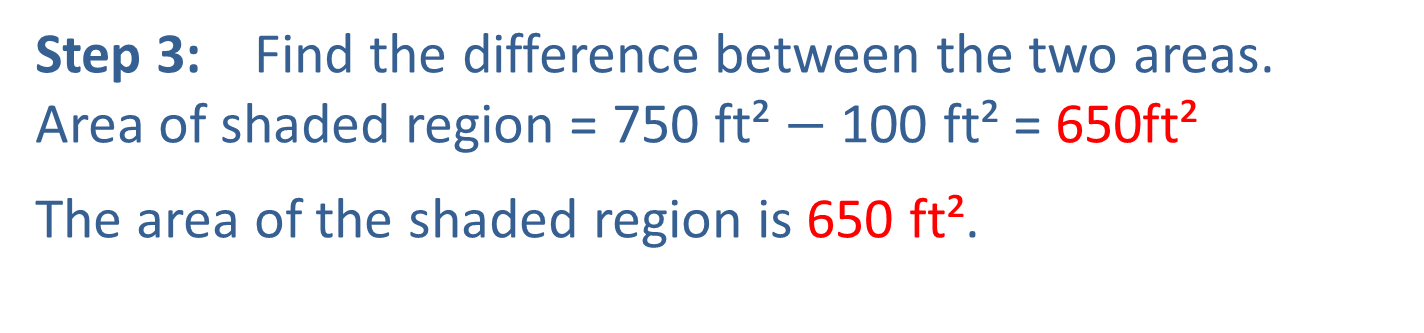 Step 3: Find the difference between the two areas.
Area of shaded region = 750 ft² – 100 ft² = 650ft²
The area of the shaded region is 650 ft².